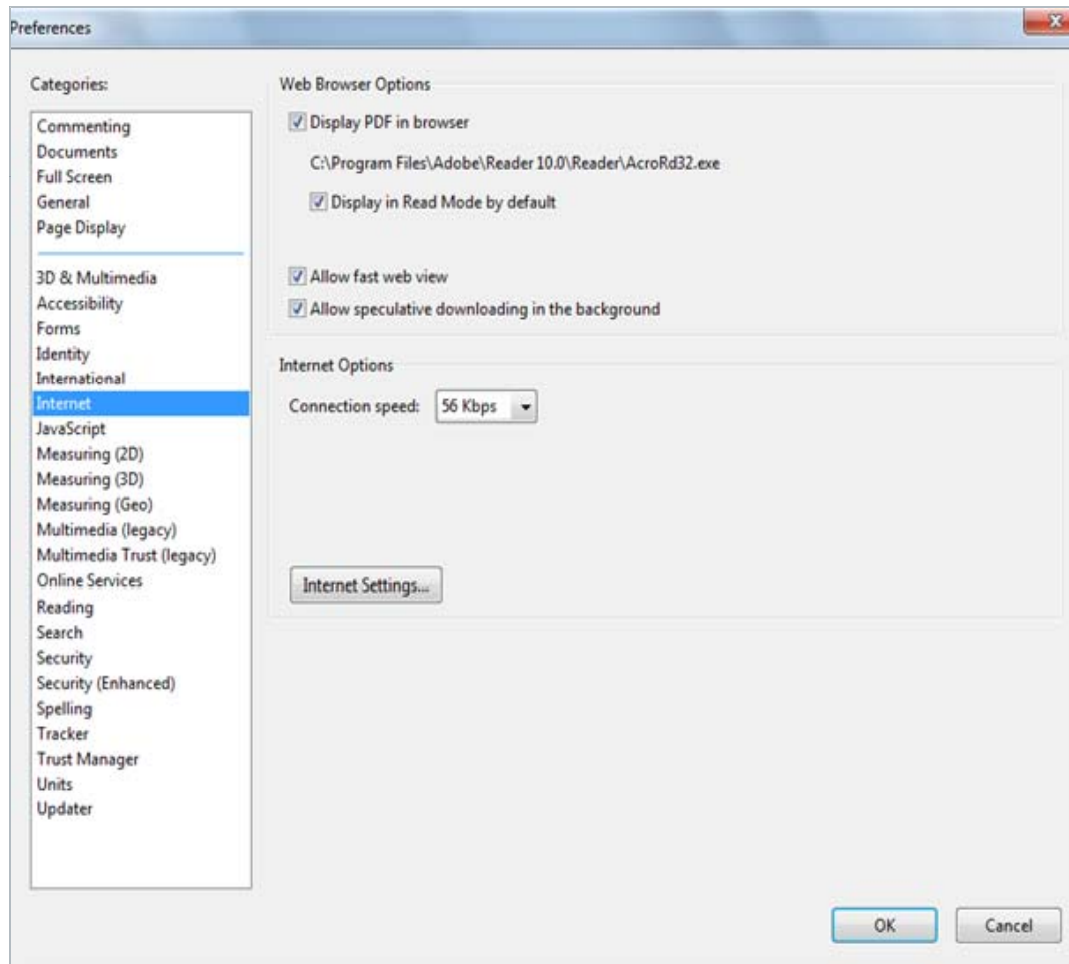 Preferences
Categories:
Commenting
Documents
Full Screen
General
Page Display
3D & Multimedia
Accessibility
Forms
Identity
International
Internet
JavaScript
Measuring (2D)
Measuring (3D)
Measuring (Geo)
Multimedia (legacy)
Multimedia Trust (legacy)
Online Services
Reading
Search
Security
Security (Enhanced)
Spelling
Tracker
Trust Manager
Units
Updater
Web Browser Options
Display PDF in browser
C:\Program Files\Adobe\Reader 10.0\Reader\AcroRd32.exe
Display in Read Mode by default
Allow fast web view
Allow speculative downloading in the background
Internet Options
Connection speed: 56 Kbps
Internet Settings...
OK Cancel